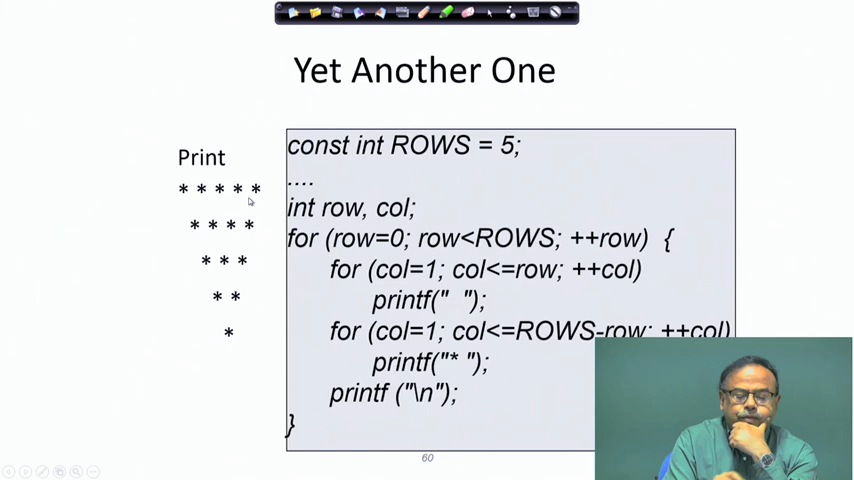 Yet Another One
Print
* * * * *
* * * *
* * *
* *
*
const int ROWS = 5;
....
int row, col;
for (row=0; row<ROWS; ++row) {
for (col=1; col<=row; ++col)
printf("  ");
for (col=1; col<=ROWS-row; ++col)
printf("* ");
printf ("\n");
}
60